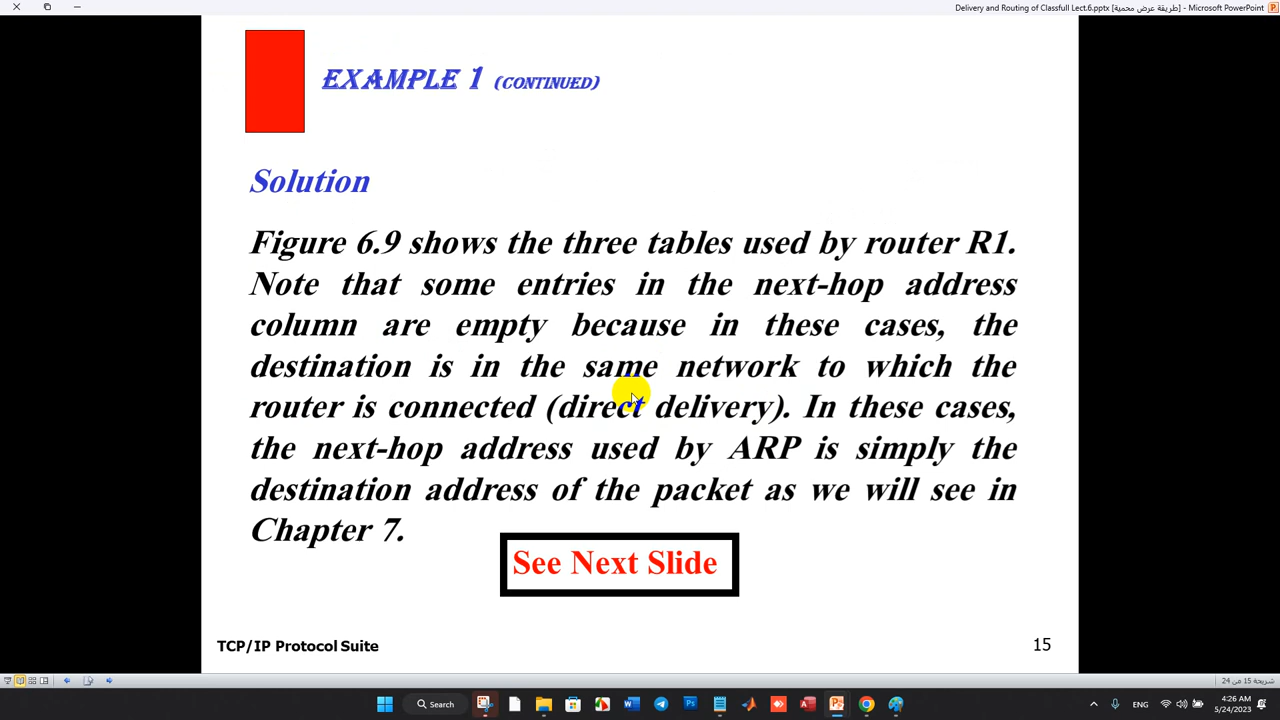 Delivery and Routing of Classfull Lect.6.pptx [طريقة عرض محمية] - Microsoft PowerPoint
EXAMPLE 1 (CONTINUED)
Solution
Figure 6.9 shows the three tables used by router R1.
Note that some entries in the next-hop address
column are empty because in these cases, the
destination is in the same network to which the
router is connected (direct delivery). In these cases,
the next-hop address used by ARP is simply the
destination address of the packet as we will see in
Chapter 7.
See Next Slide
TCP/IP Protocol Suite
15
شريحة 15 من 24
Search
ENG
4:26 AM
5/24/2023